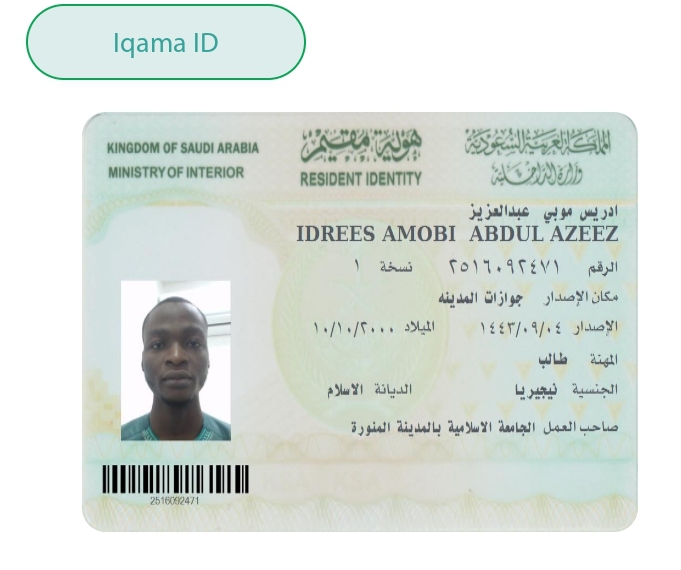 Iqama ID
KINGDOM OF SAUDI ARABIA
MINISTRY OF INTERIOR
هوية مقيم
RESIDENT IDENTITY
المملكة العربية السعودية
وزارة الداخلية
ادريس موبي عبدالعزيز
IDREES AMOBI ABDUL AZEEZ
الرقم ٢٥١٦٠٩٢٤٧١ نسخة ١
مكان الإصدار جوازات المدينه
الإصدار ١٤٤٣/٠٩/٠٤ الميلاد ١٠/١٠/٢٠٠٠
المهنة طالب
الجنسية نيجيريا الديانة الاسلام
صاحب العمل الجامعة الاسلامية بالمدينة المنورة
2516092471